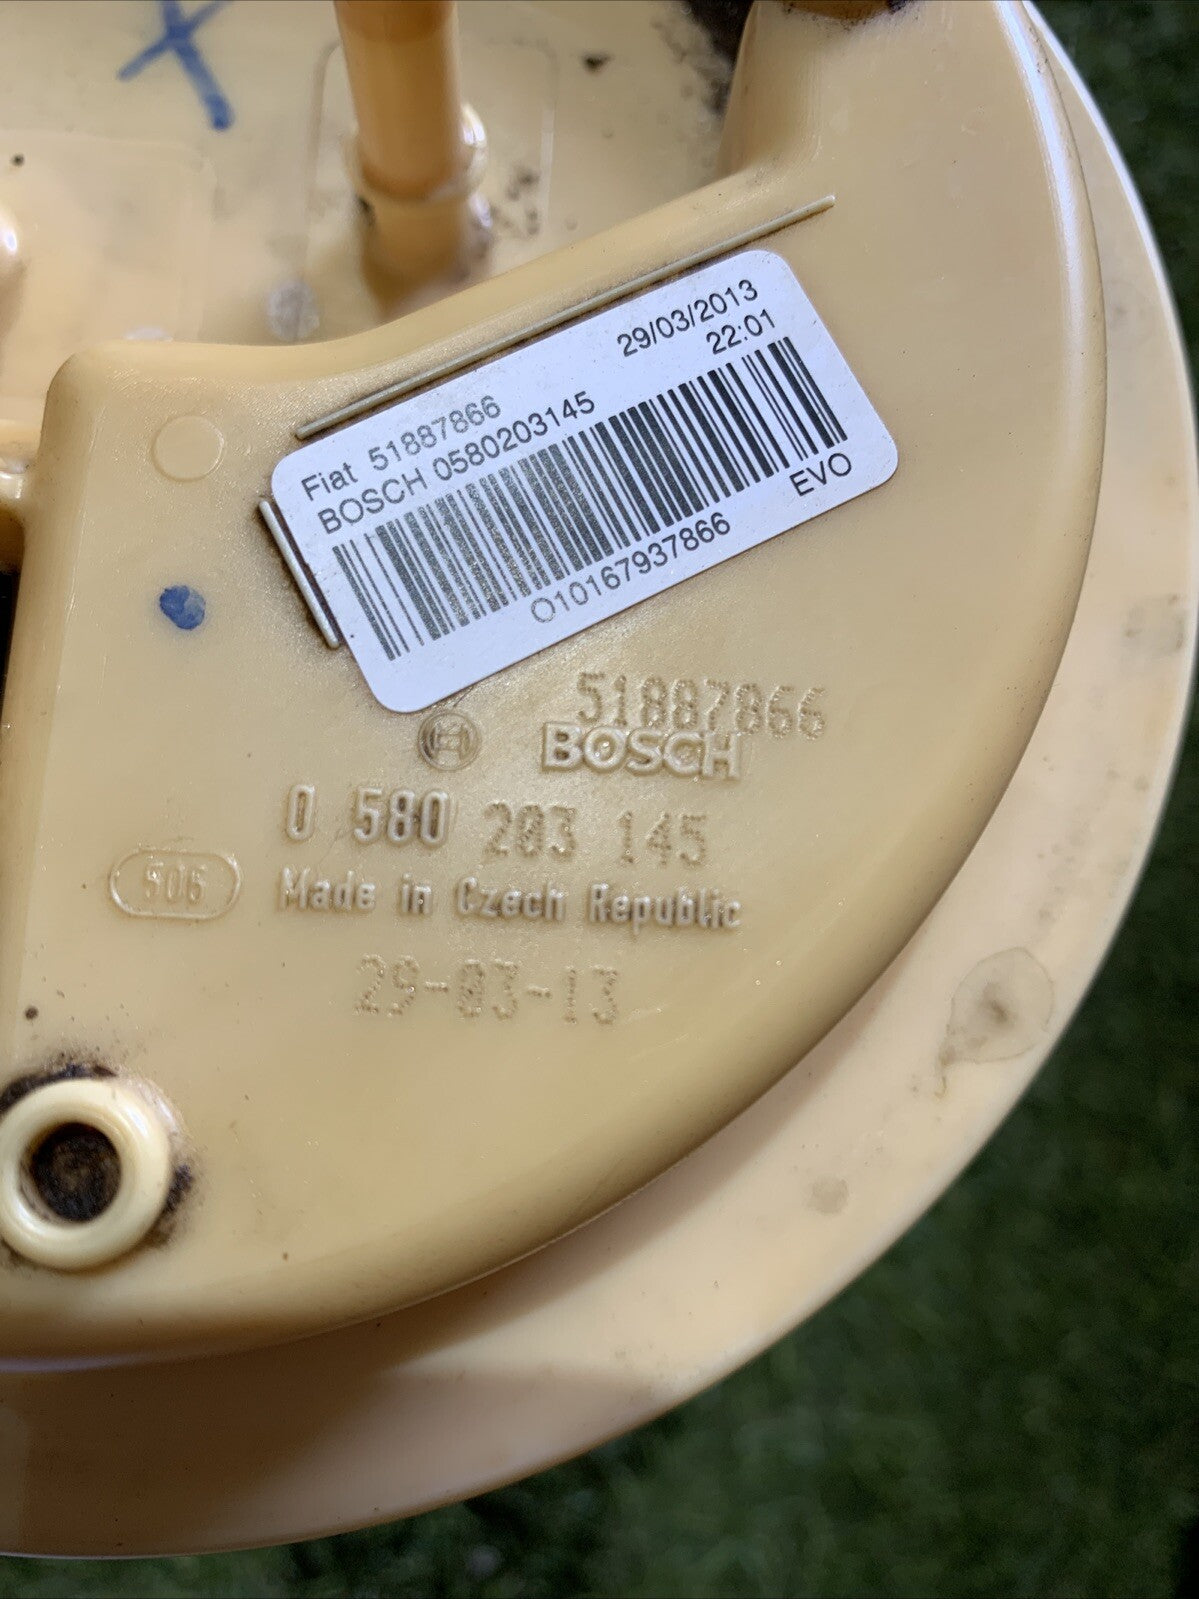 Fiat 51887866
29/03/2013
BOSCH 0580203145
22:01
O10167937866
EVO
51887866
BOSCH
0 580 203 145
506
Made in Czech Republic
29-03-13